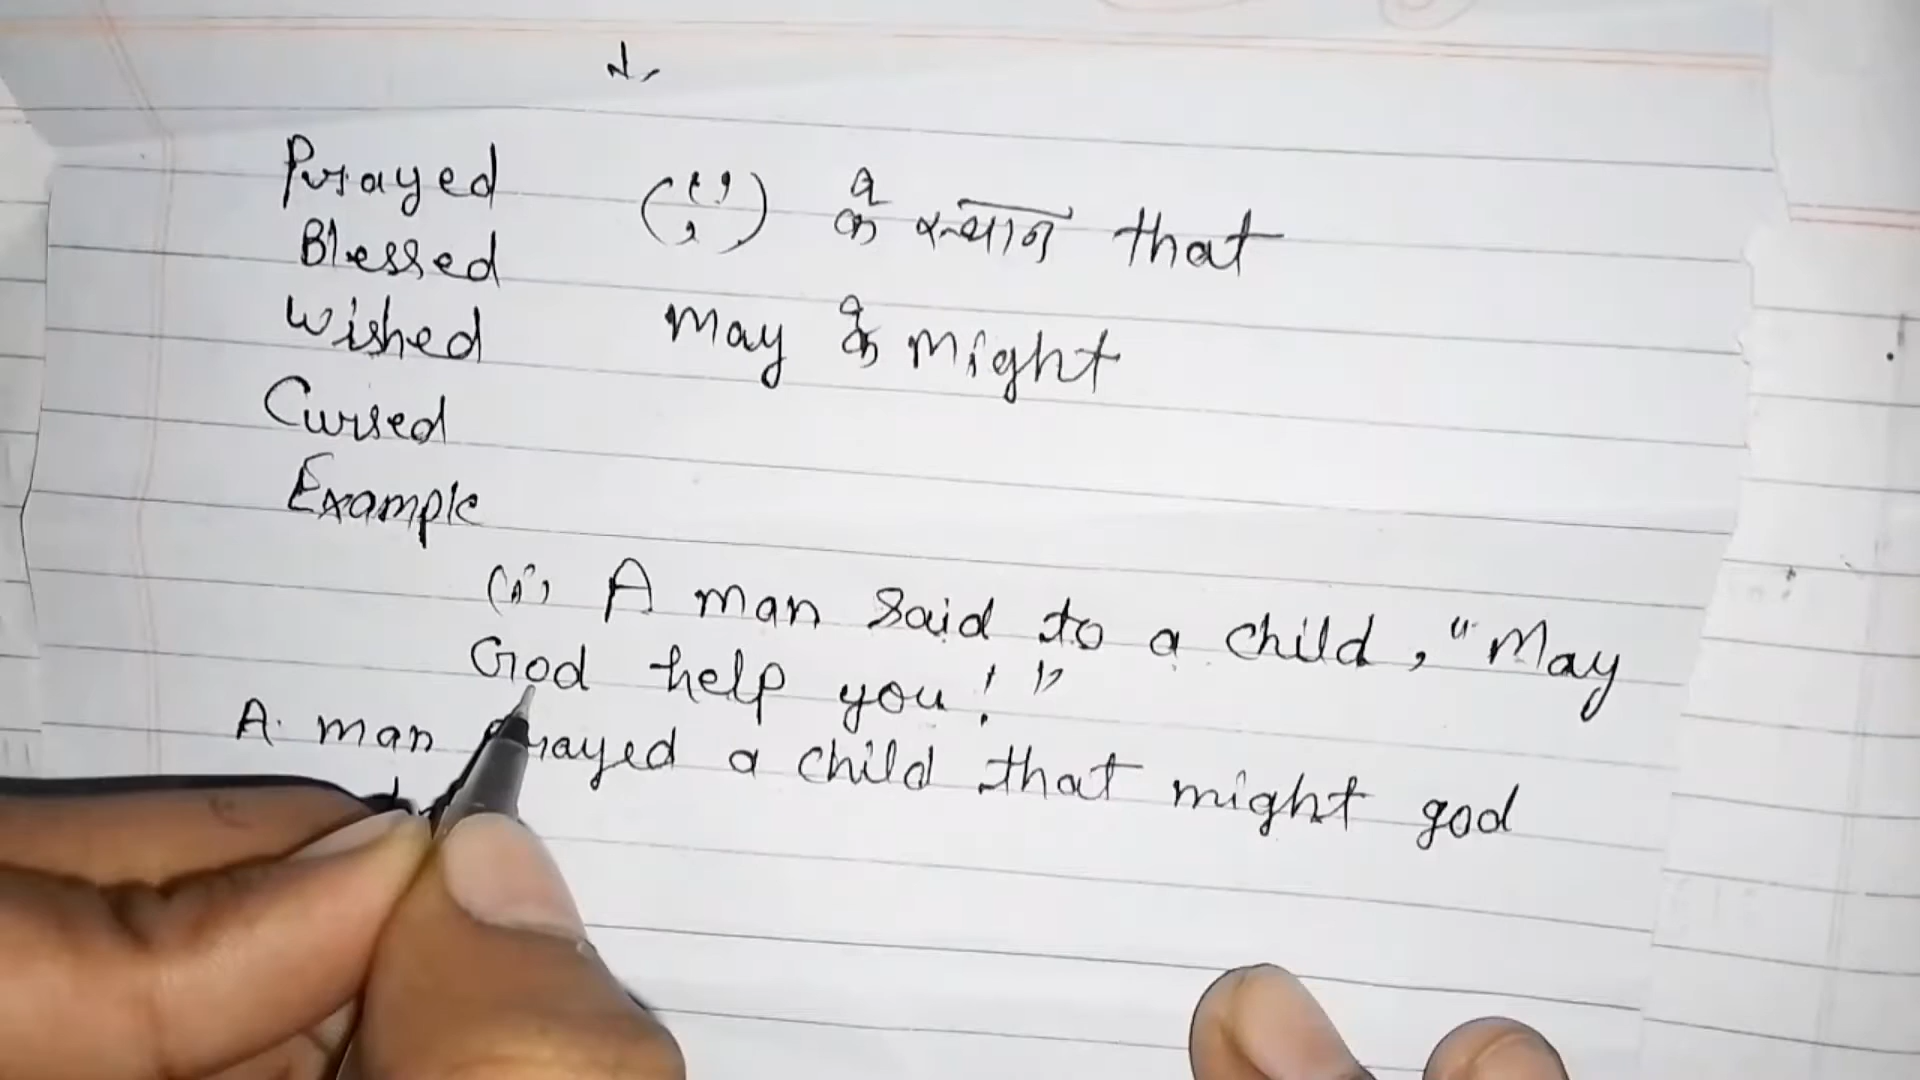 Prayed (‘,’) के स्थान that
Blessed
Wished May के might
Cursed
Example
(i) A man said to a child, "May
God help you!"
A man prayed a child that might god